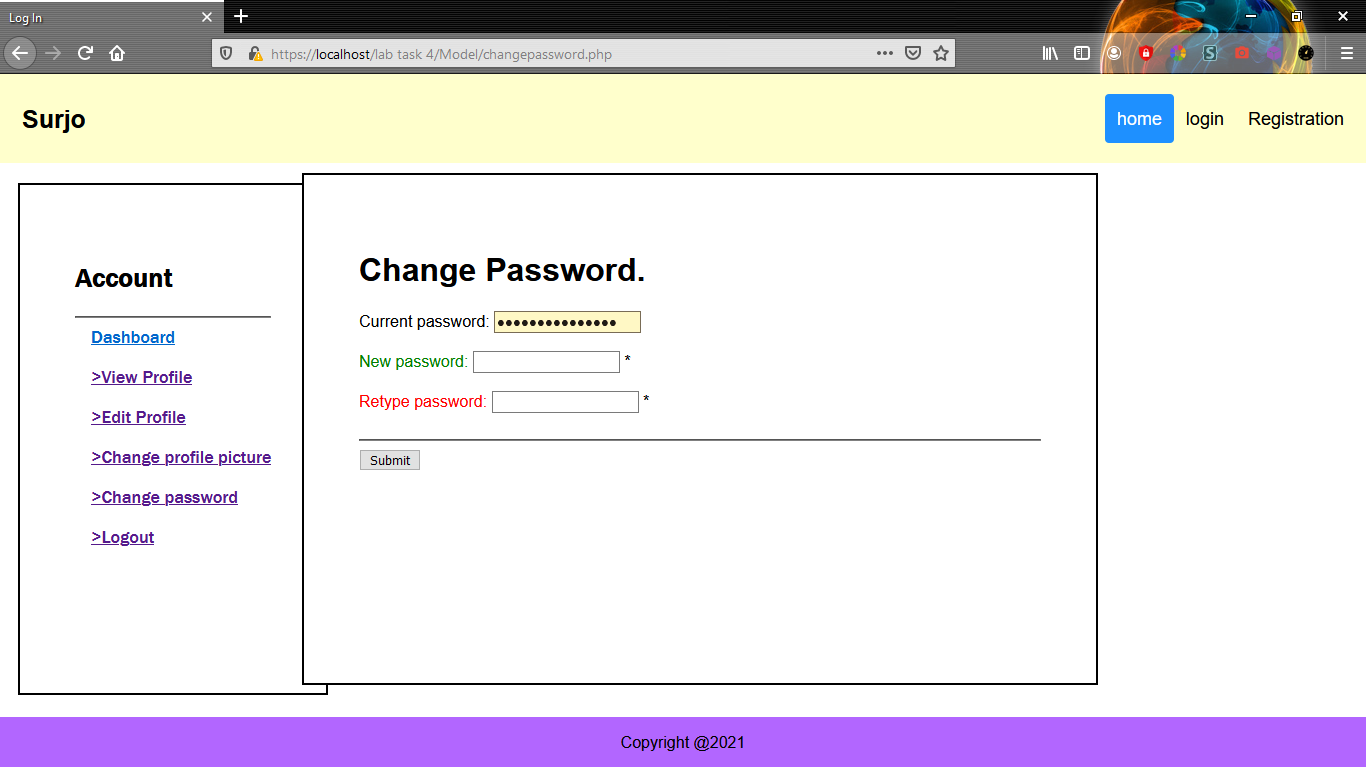 Log In
https://localhost/lab task 4/Model/changepassword.php
Surjo
home login Registration
Account
Dashboard
>View Profile
>Edit Profile
>Change profile picture
>Change password
>Logout
Change Password.
Current password: •••••••••••••••
New password: *
Retype password: *
Submit
Copyright @2021